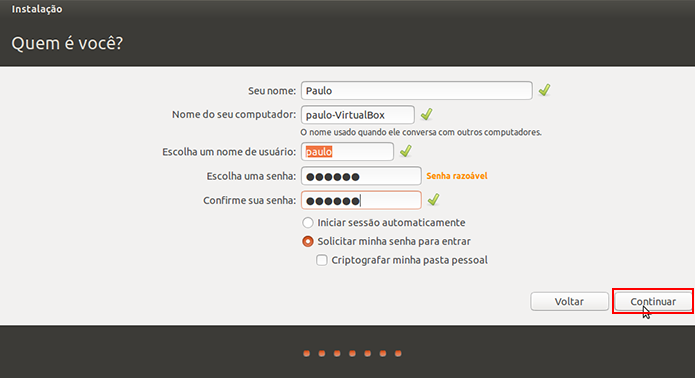 Instalação
Quem é você?
Seu nome: Paulo
Nome do seu computador: paulo-VirtualBox
O nome usado quando ele conversa com outros computadores.
Escolha um nome de usuário: paulo
Escolha uma senha: ●●●●●● Senha razoável
Confirme sua senha: ●●●●●●
Iniciar sessão automaticamente
Solicitar minha senha para entrar
Criptografar minha pasta pessoal
Voltar Continuar